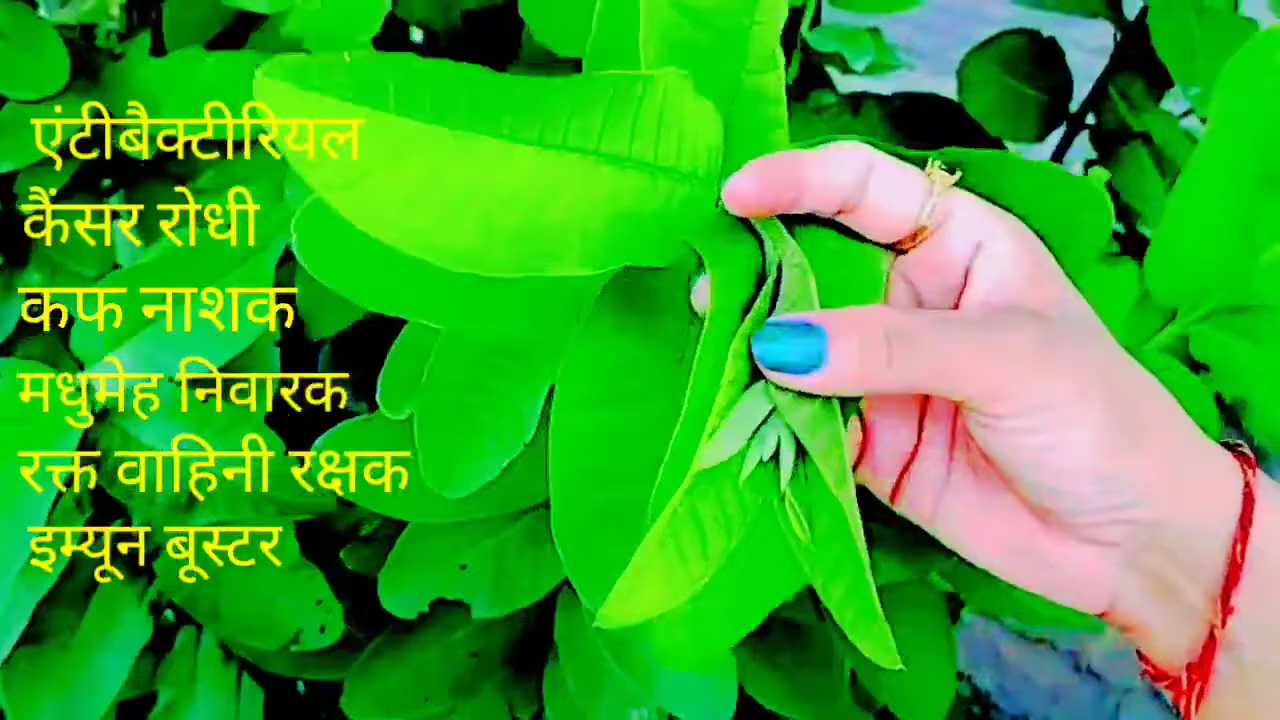 एंटीबैक्टीरियल
कैंसर रोधी
कफ नाशक
मधुमेह निवारक
रक्त वाहिनी रक्षक
इम्यून बूस्टर